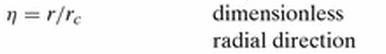 η = r/r_c dimensionless
radial direction